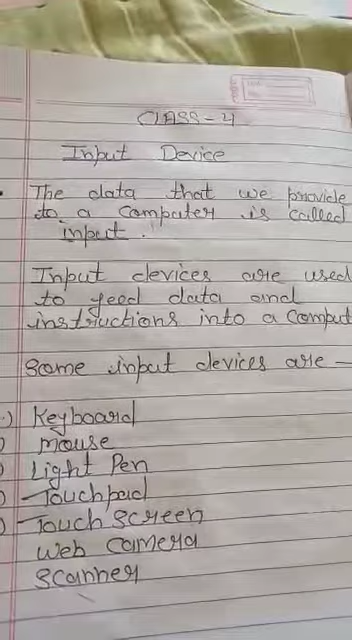 CLASS-4
Input Device
The data that we provide
to a computer is called
input.
Input devices are used
to feed data and
instructions into a comput
Some input devices are -
Keyboard
Mouse
Light Pen
Touchpad
Touch Screen
Web camera
Scanner